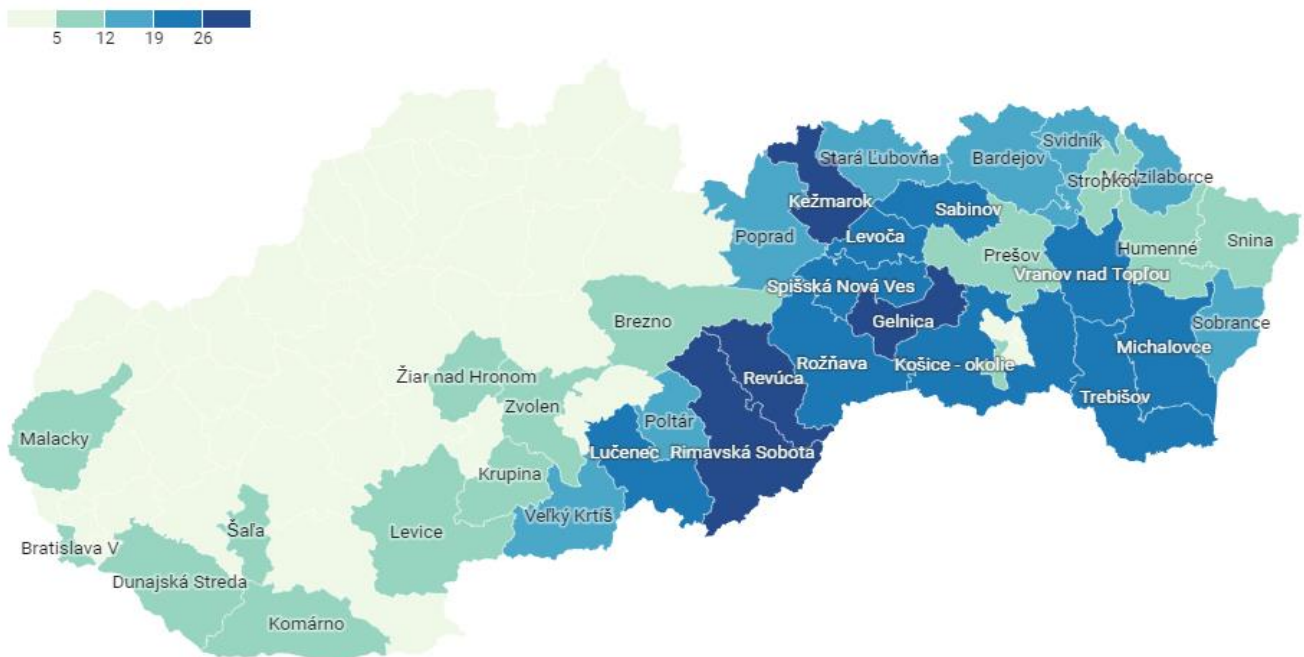 5 12 19 26
Svidník
Stará Ľubovňa
Bardejov
Medzilaborce
Stropkov
Kežmarok
Sabinov
Poprad
Levoča
Prešov
Humenné
Snina
Vranov nad Topľou
Spišská Nová Ves
Brezno
Gelnica
Sobrance
Michalovce
Košice - okolie
Rožňava
Revúca
Žiar nad Hronom
Trebišov
Zvolen
Poltár
Malacky
Lučenec
Rimavská Sobota
Krupina
Veľký Krtíš
Levice
Šaľa
Bratislava V
Dunajská Streda
Komárno